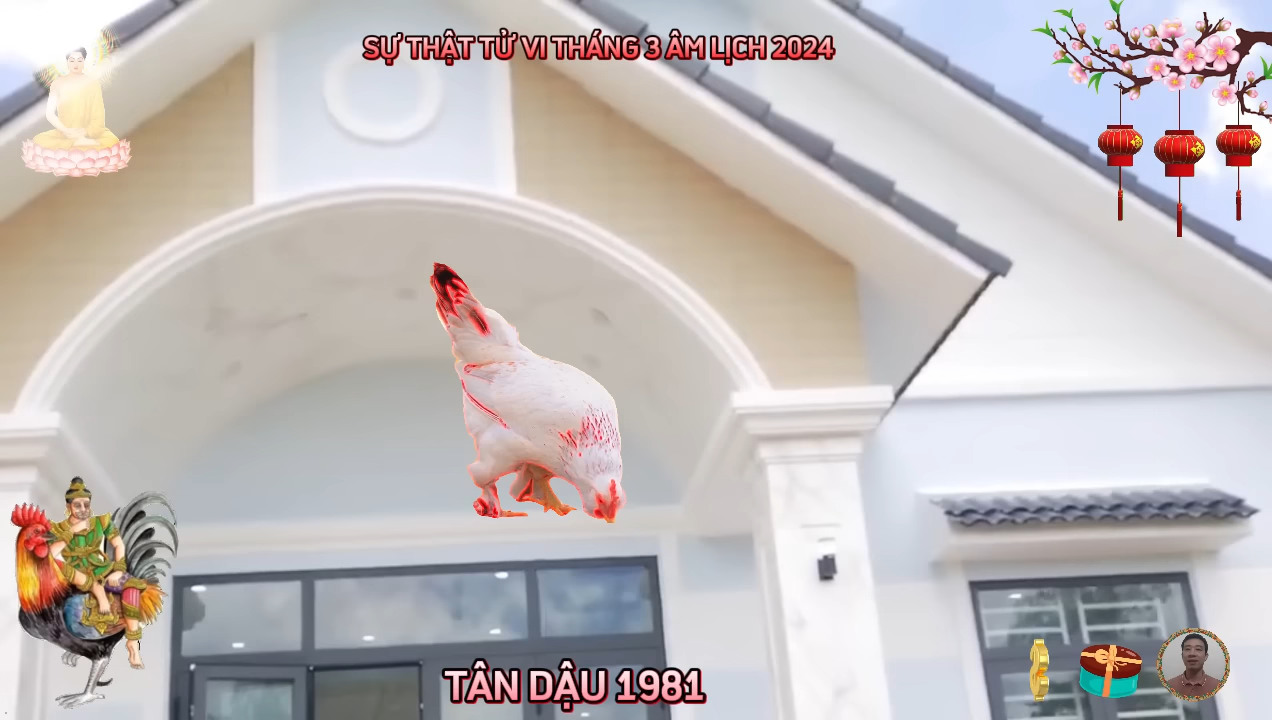 SỰ THẬT TỬ VI THÁNG 3 ÂM LỊCH 2024
TÂN DẬU 1981